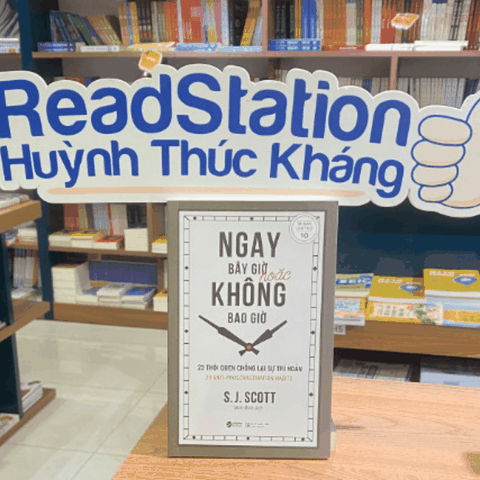 ReadStation
Huỳnh Thúc Kháng
NGAY
BÂY GIỜ
hoặc
KHÔNG
BAO GIỜ
23 THÓI QUEN CHỐNG LẠI SỰ TRÌ HOÃN
23 ANTI-PROCRASTINATION HABITS
S.J. SCOTT